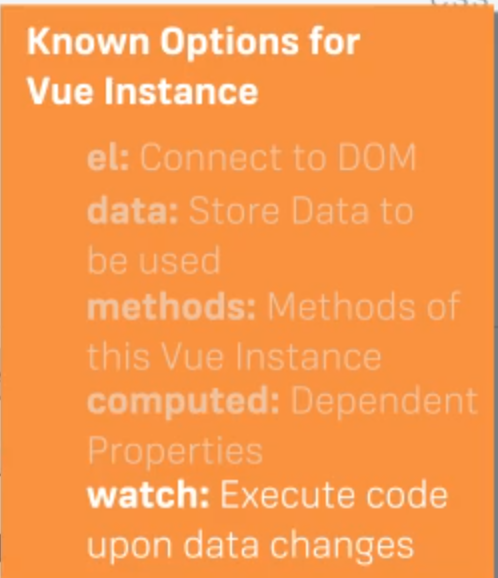 Known Options for
Vue Instance
el: Connect to DOM
data: Store Data to
be used
methods: Methods of
this Vue Instance
computed: Dependent
Properties
watch: Execute code
upon data changes